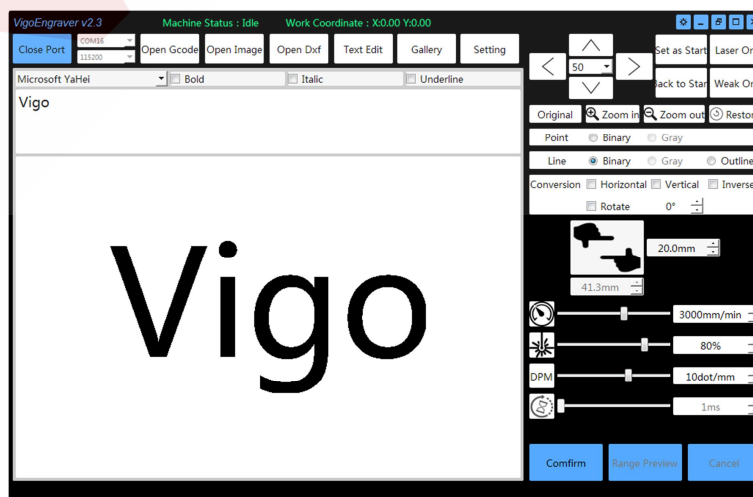 VigoEngraver v2.3 Machine Status : Idle Work Coordinate : X:0.00 Y:0.00
Close Port COM16 Open Gcode Open Image Open Dxf Text Edit Gallery Setting
115200
50 Set as Start Laser On
Back to Star Weak On
Microsoft YaHei Bold Italic Underline
Vigo
Original Zoom in Zoom out Restor
Point Binary Gray
Line Binary Gray Outline
Conversion Horizontal Vertical Inverse
Rotate 0°
20.0mm
41.3mm
Vigo
3000mm/min
80%
DPM 10dot/mm
1ms
Comfirm Range Preview Cancel